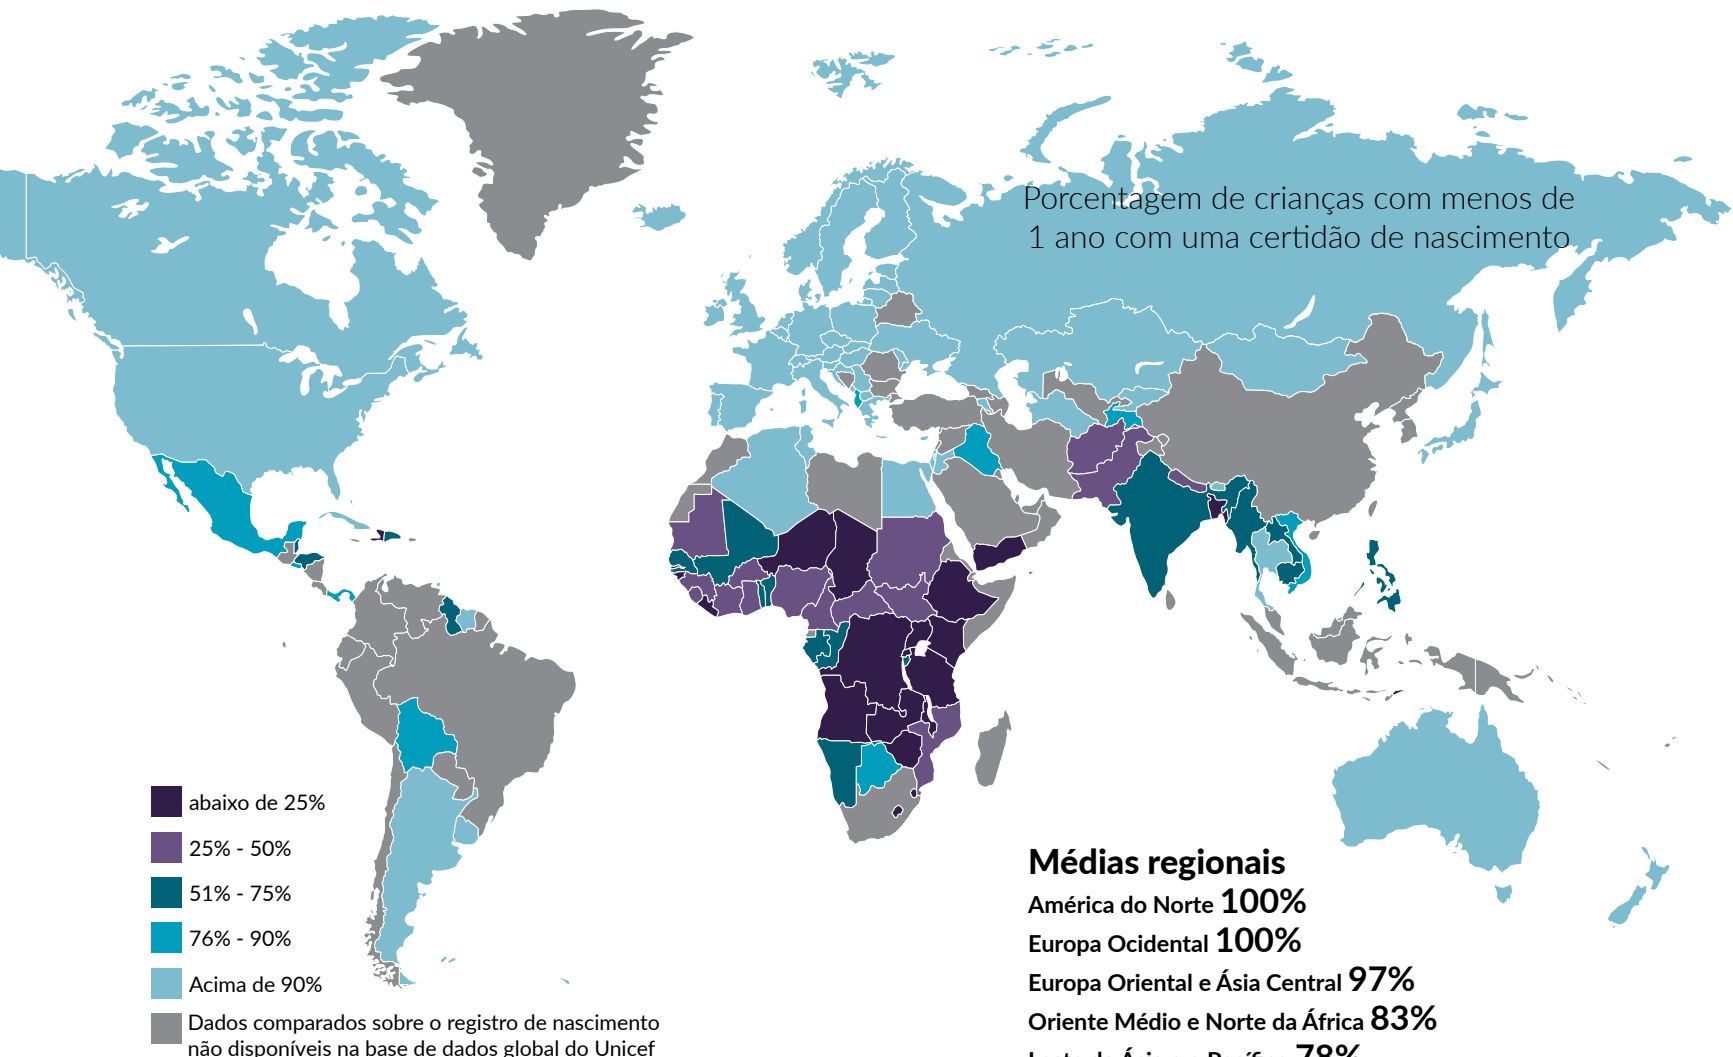 Porcentagem de crianças com menos de
1 ano com uma certidão de nascimento
abaixo de 25%
25% - 50%
51% - 75%
76% - 90%
Acima de 90%
Dados comparados sobre o registro de nascimento
não disponíveis na base de dados global do Unicef
Médias regionais
América do Norte 100%
Europa Ocidental 100%
Europa Oriental e Ásia Central 97%
Oriente Médio e Norte da África 83%
78%